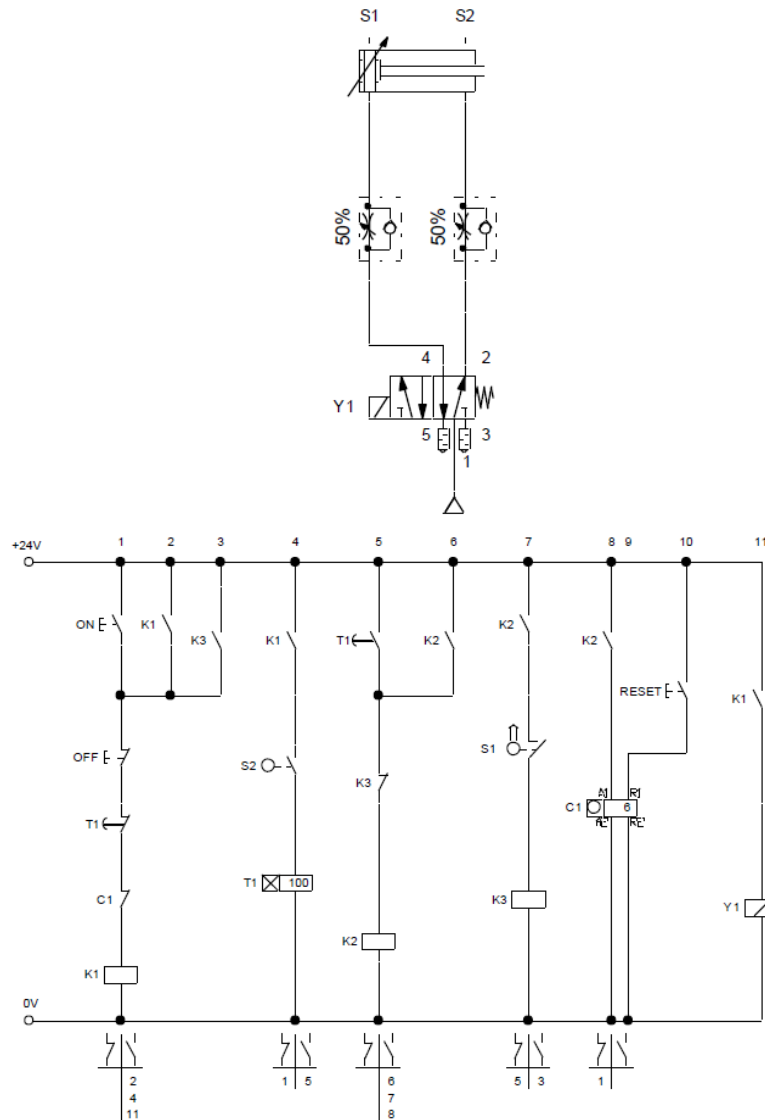 S1 S2
50% 50%
4 2
Y1
5 3
1
1 2 3 4 5 6 7 8 9 10 11
+24V
ON K1 K3 K1 T1 K2 K2 K2 RESET K1
OFF S2 K3 S1
T1
A1 R1
C1 6
T1 100
C1 K3 Y1
K2
K1
0V
2 1 5 6 5 3 1
4 7
11 8